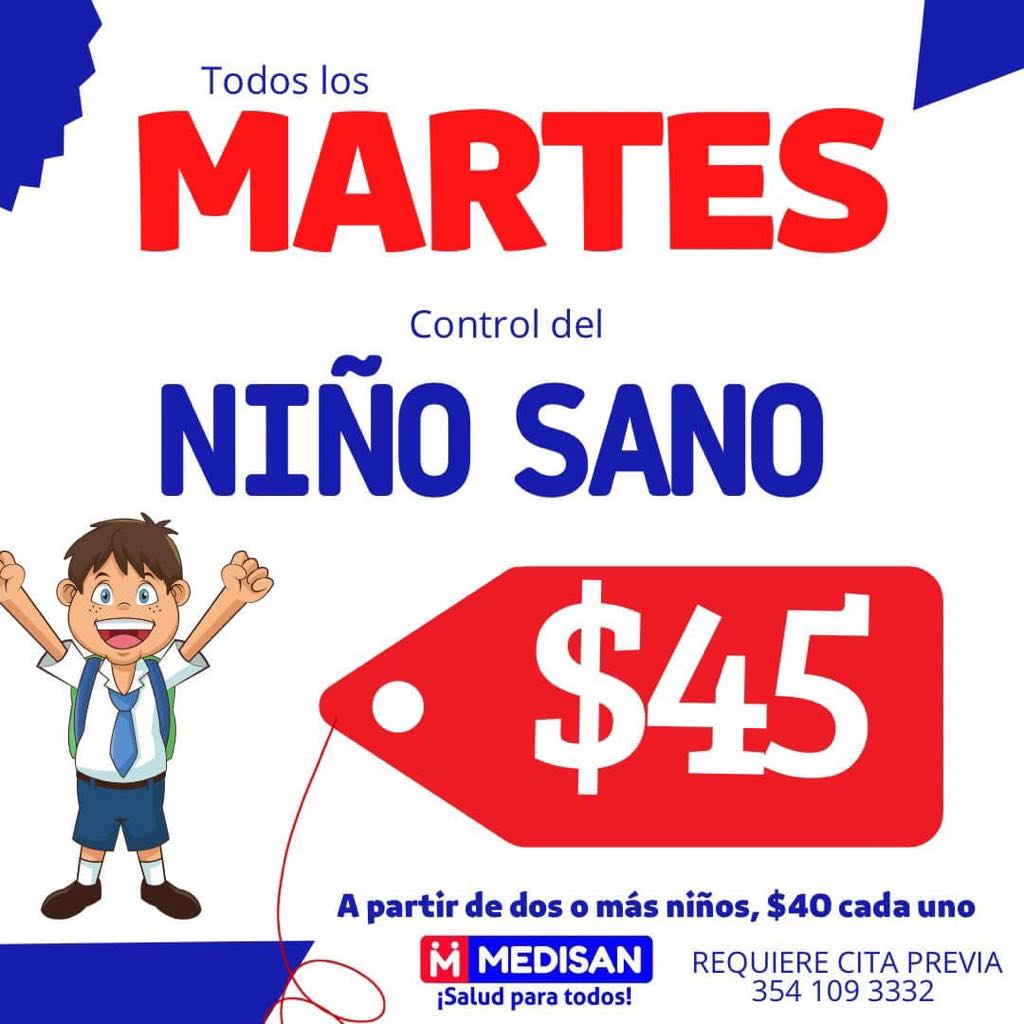 Todos los
MARTES
Control del
NIÑO SANO
$45
A partir de dos o más niños, $40 cada uno
MEDISAN
¡Salud para todos!
REQUIERE CITA PREVIA
354 109 3332